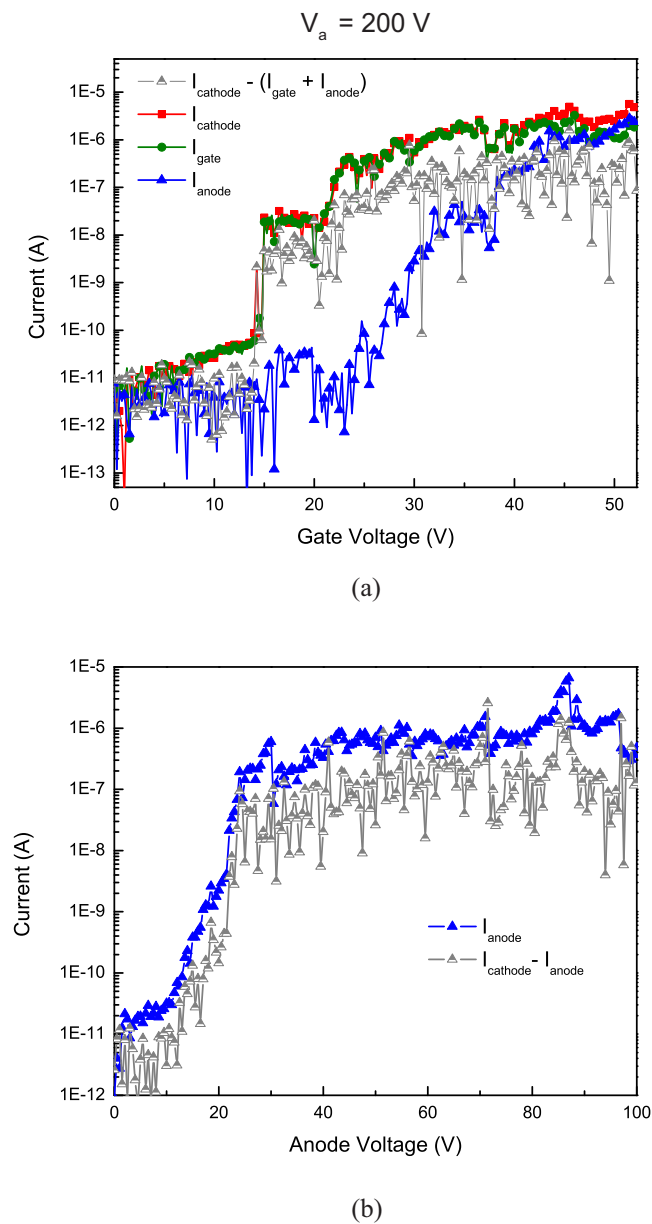 V_a = 200 V
I_cathode - (I_gate + I_anode)
I_cathode
I_gate
I_anode
1E-5
1E-6
1E-7
1E-8
1E-9
1E-10
1E-11
1E-12
1E-13
Current (A)
0 10 20 30 40 50
Gate Voltage (V)
(a)
1E-5
1E-6
1E-7
1E-8
1E-9
1E-10
1E-11
1E-12
Current (A)
I_anode
I_cathode - I_anode
0 20 40 60 80 100
Anode Voltage (V)
(b)